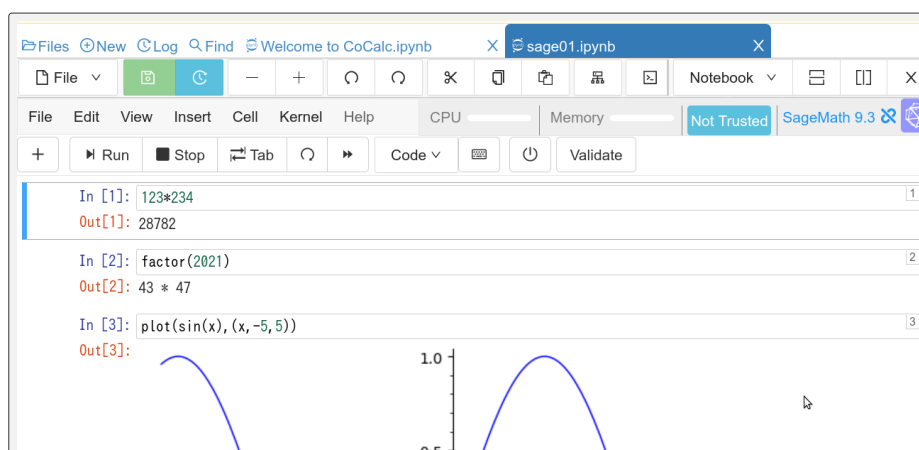 Files New Log Find Welcome to CoCalc.ipynb X sage01.ipynb X
File Notebook X
File Edit View Insert Cell Kernel Help CPU Memory Not Trusted SageMath 9.3
Run Stop Tab Code Validate
In [1]: 123*234 1
Out[1]: 28782
In [2]: factor(2021) 2
Out[2]: 43 * 47
In [3]: plot(sin(x),(x,-5,5)) 3
Out[3]:
1.0